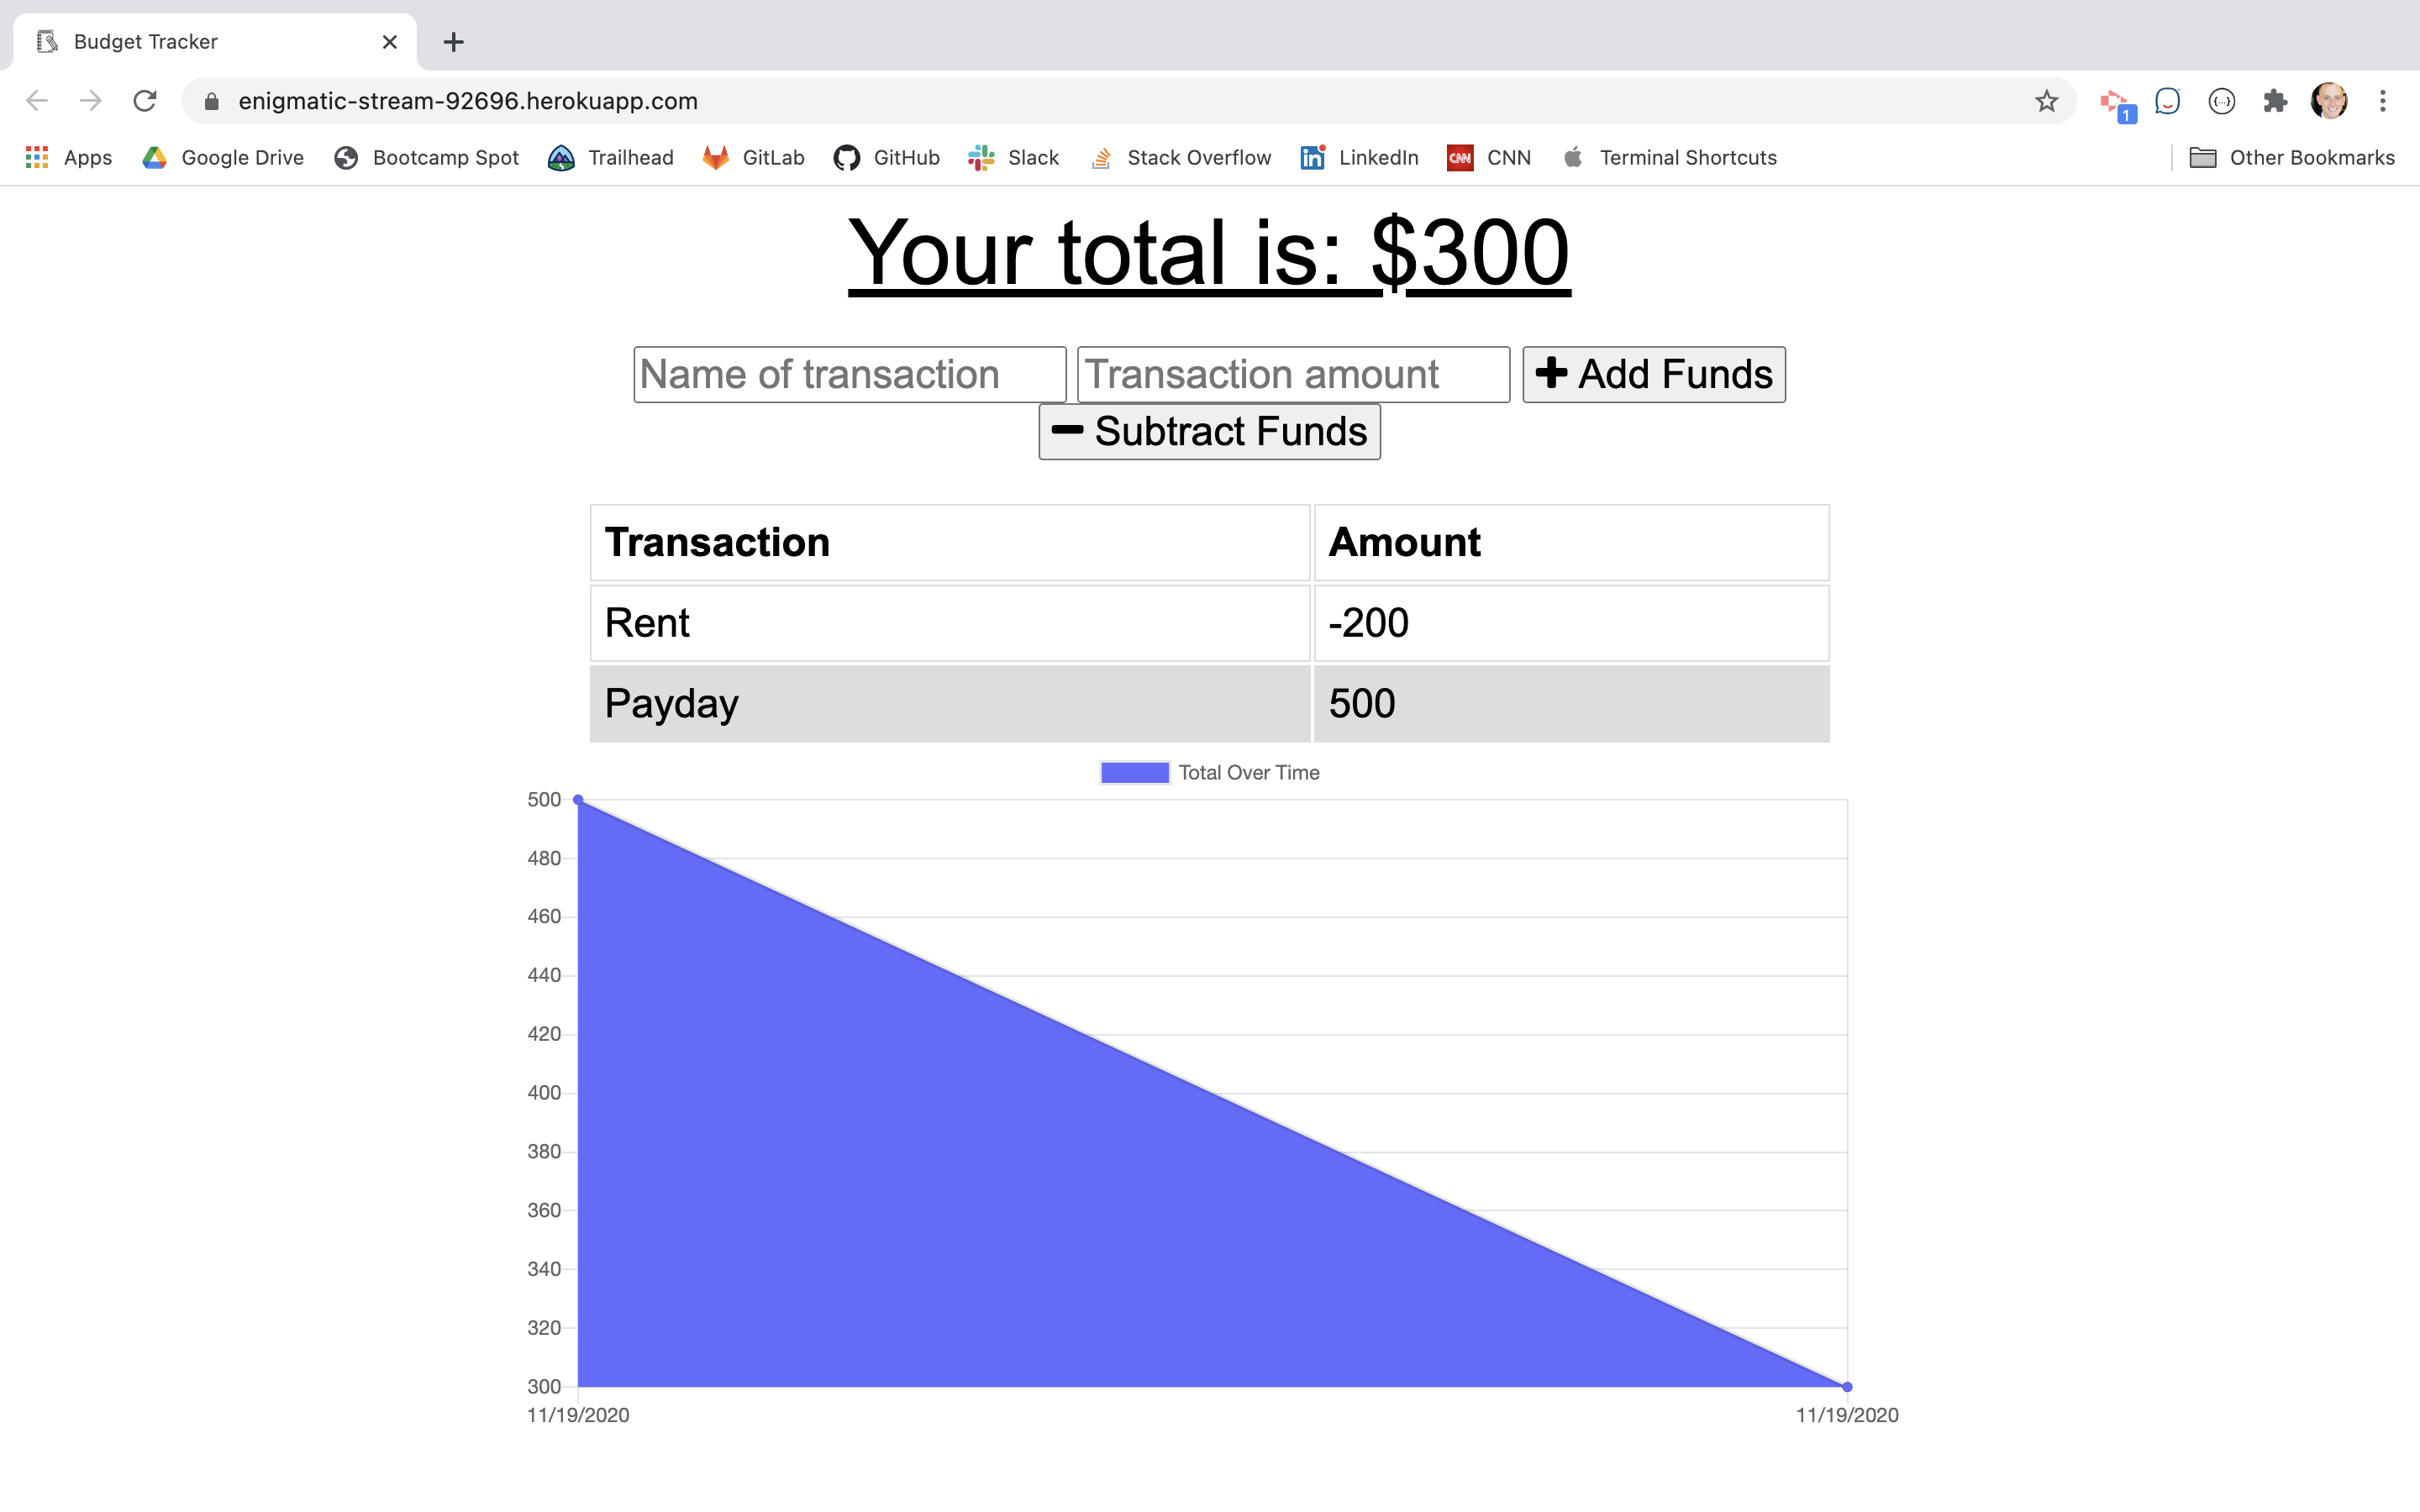 Budget Tracker
enigmatic-stream-92696.herokuapp.com
1
Apps Google Drive Bootcamp Spot Trailhead GitLab GitHub Slack Stack Overflow LinkedIn CNN CNN Terminal Shortcuts Other Bookmarks
Your total is: $300
Name of transaction Transaction amount Add Funds
Subtract Funds
Transaction Amount
Rent -200
Payday 500
Total Over Time
500
480
460
440
420
400
380
360
340
320
300
11/19/2020 11/19/2020